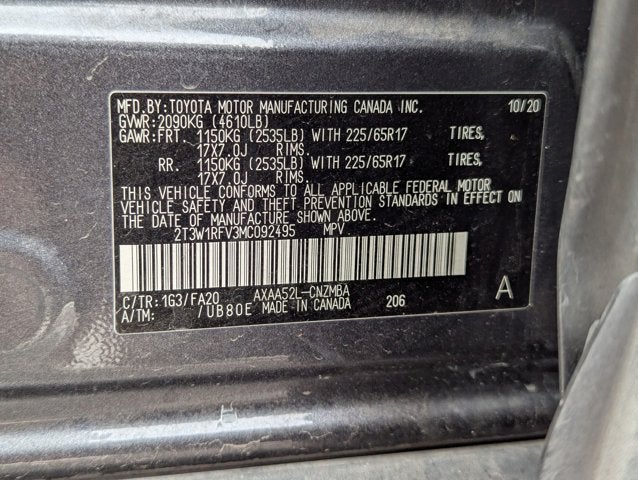 MFD.BY:TOYOTA MOTOR MANUFACTURING CANADA INC. 10/20
GVWR:2090KG (4610LB)
GAWR:FRT. 1150KG (2535LB) WITH 225/65R17 TIRES,
17X7.0J RIMS.
RR. 1150KG (2535LB) WITH 225/65R17 TIRES,
17X7.0J RIMS.
THIS VEHICLE CONFORMS TO ALL APPLICABLE FEDERAL MOTOR
VEHICLE SAFETY AND THEFT PREVENTION STANDARDS IN EFFECT ON
THE DATE OF MANUFACTURE SHOWN ABOVE.
2T3W1RFV3MC092495 MPV
C/TR:1G3/FA20 AXAA52L-CNZMBA A
A/TM: /UB80E MADE IN CANADA 206